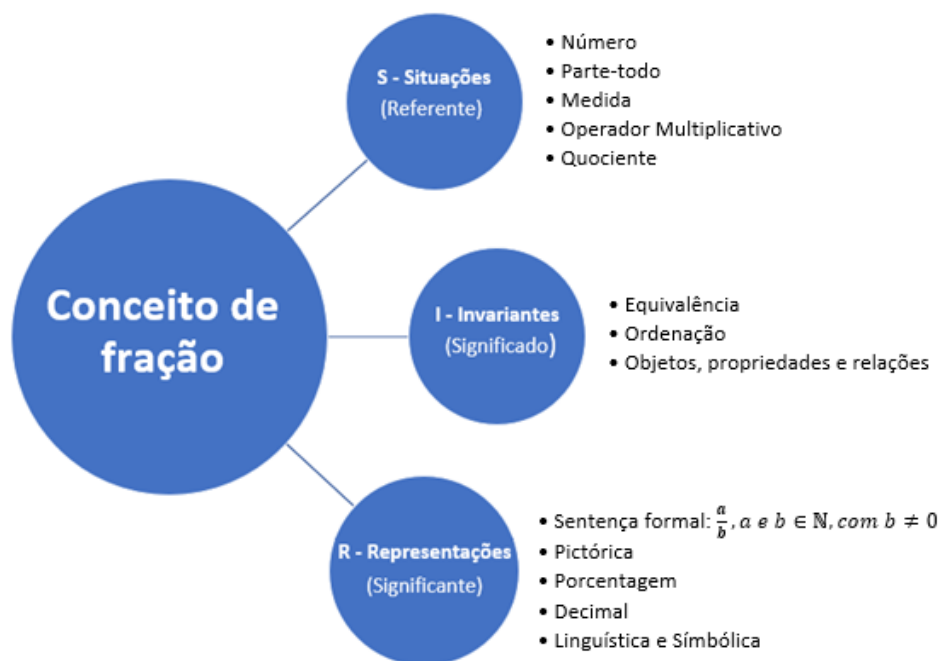 S - Situações
(Referente)
• Número
• Parte-todo
• Medida
• Operador Multiplicativo
• Quociente
Conceito de
fração
I - Invariantes
(Significado)
• Equivalência
• Ordenação
• Objetos, propriedades e relações
R - Representações
(Significante)
• Sentença formal: a/b, a e b ∈ ℕ, com b ≠ 0
• Pictórica
• Porcentagem
• Decimal
• Linguística e Símbólica